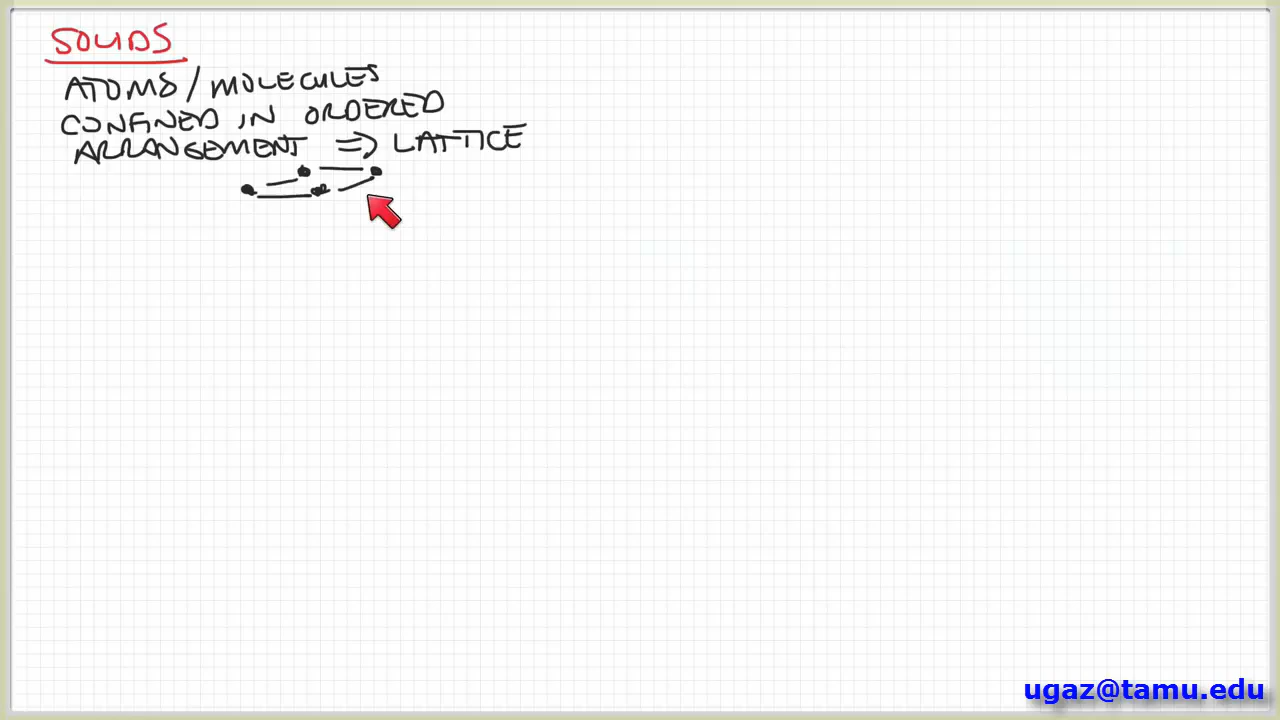 SOLIDS
ATOMS / MOLECULES
CONFINED IN ORDERED
ARRANGEMENT => LATTICE
ugaz@tamu.edu